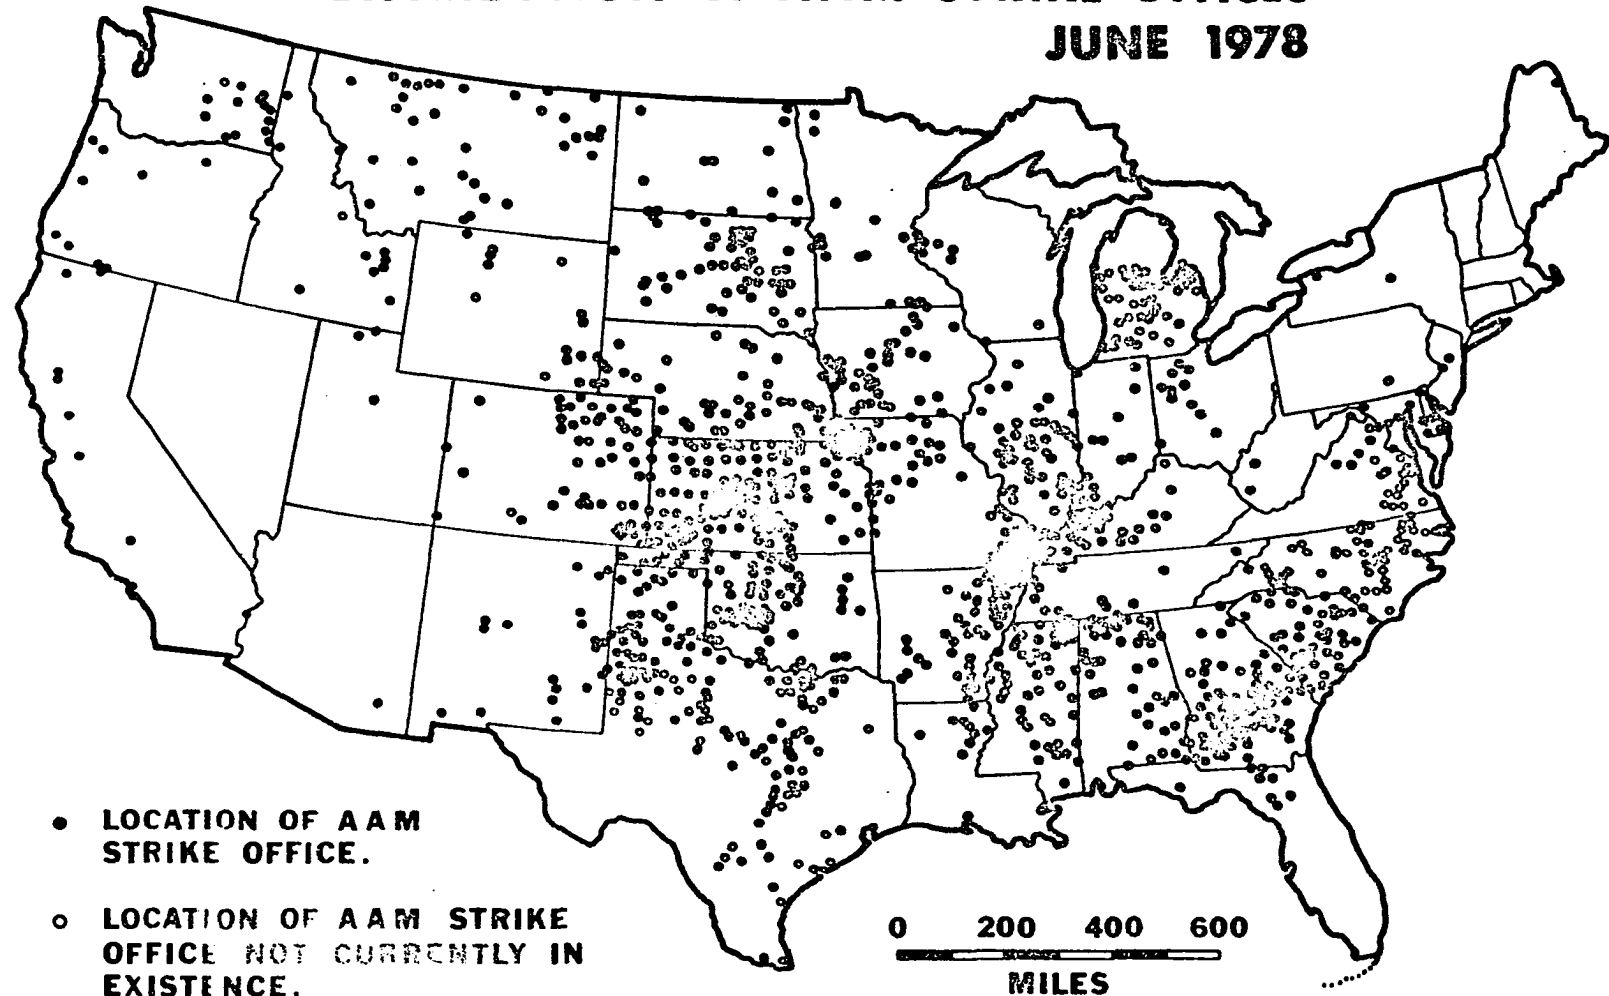 JUNE 1978
LOCATION OF AAM
STRIKE OFFICE.
LOCATION OF AAM STRIKE
OFFICE NOT CURRENTLY IN
EXISTENCE.
0 200 400 600
MILES